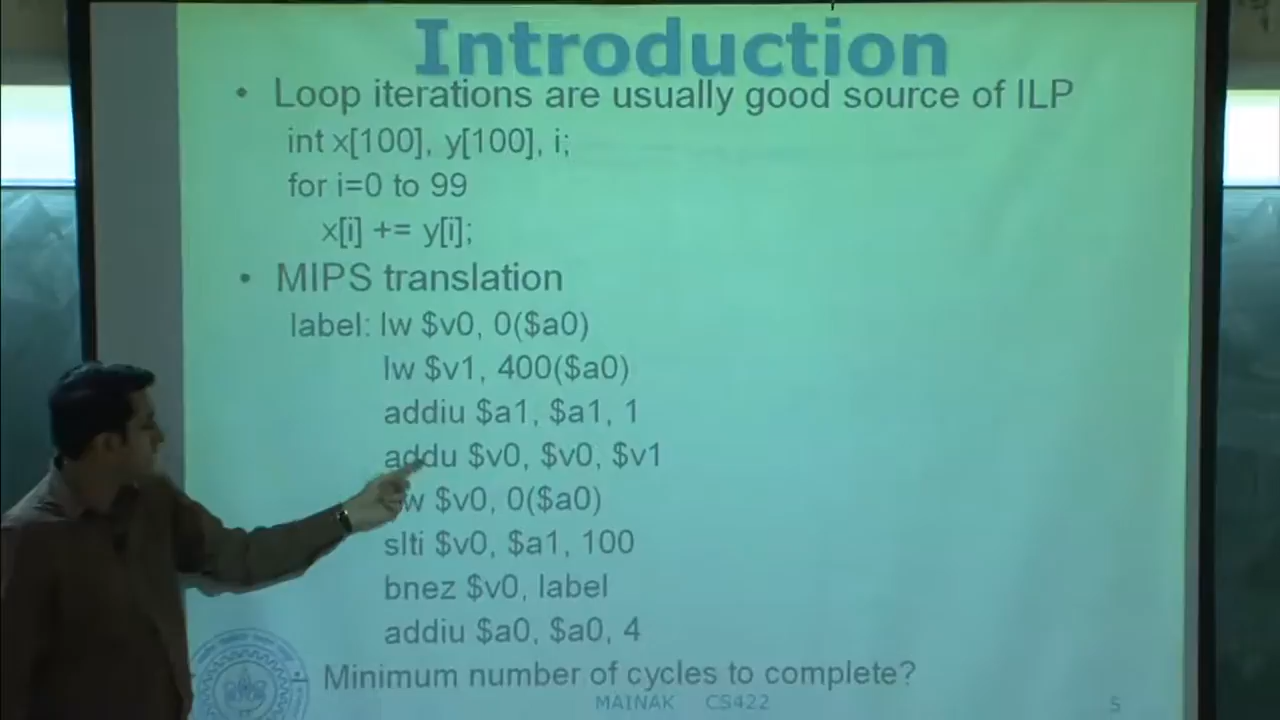 Introduction
• Loop iterations are usually good source of ILP
int x[100], y[100], i;
for i=0 to 99
x[i] += y[i];
• MIPS translation
label: lw $v0, 0($a0)
lw $v1, 400($a0)
addiu $a1, $a1, 1
addu $v0, $v0, $v1
w $v0, 0($a0)
slti $v0, $a1, 100
bnez $v0, label
addiu $a0, $a0, 4
Minimum number of cycles to complete?
MAINAK CS422 5